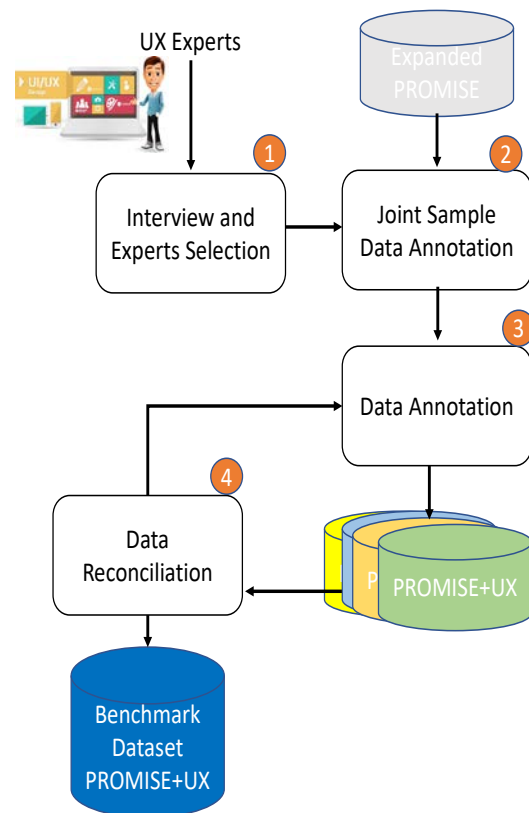 UX Experts
UI/UX
Expanded
PROMISE
1
2
Interview and
Experts Selection
Joint Sample
Data Annotation
3
Data Annotation
4
Data
Reconciliation
P
PROMISE+UX
Benchmark
Dataset
PROMISE+UX